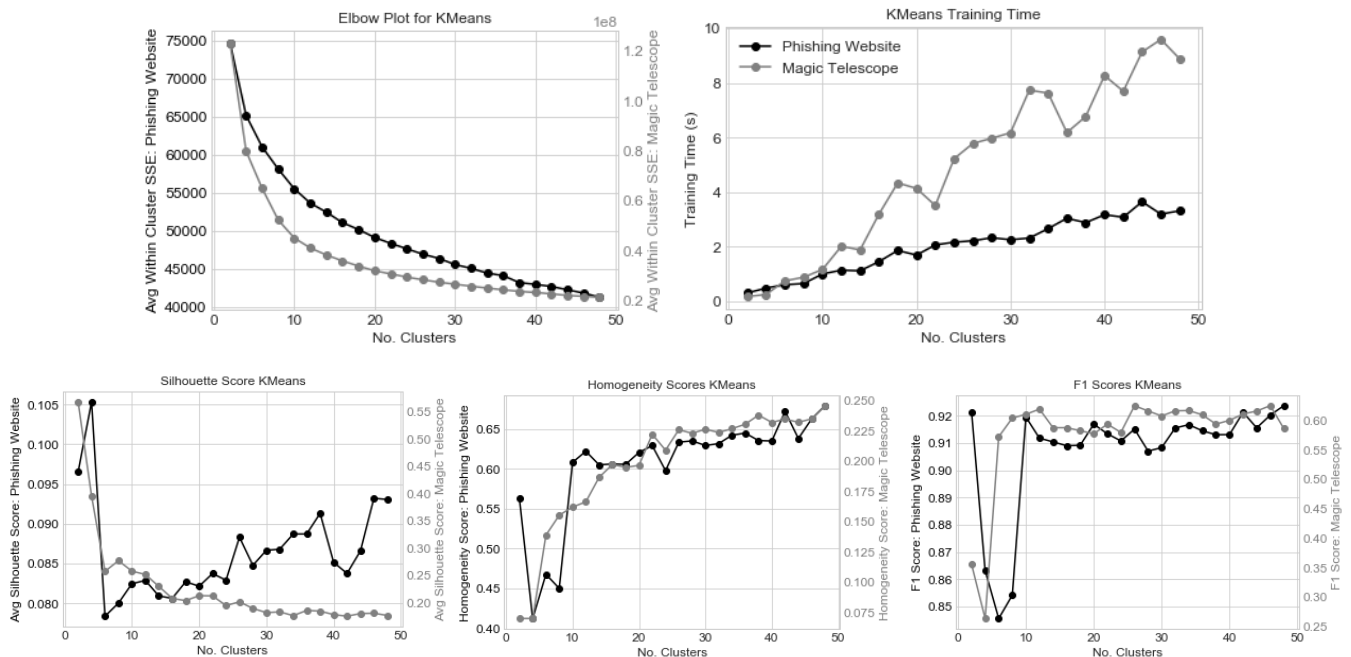 Elbow Plot for KMeans
1e8
Avg Within Cluster SSE: Phishing Website
75000
70000
65000
60000
55000
50000
45000
40000
1.2
1.0
0.8
0.6
0.4
0.2
Avg Within Cluster SSE: Magic Telescope
0 10 20 30 40 50
No. Clusters
KMeans Training Time
Phishing Website
Magic Telescope
Training Time (s)
10
8
6
4
2
0
0 10 20 30 40 50
No. Clusters
Silhouette Score KMeans
Avg Silhouette Score: Phishing Website
0.105
0.100
0.095
0.090
0.085
0.080
0.55
0.50
0.45
0.40
0.35
0.30
0.25
0.20
Avg Silhouette Score: Magic Telescope
0 10 20 30 40 50
No. Clusters
Homogeneity Scores KMeans
Homogeneity Score: Phishing Website
0.65
0.60
0.55
0.50
0.45
0.40
0.250
0.225
0.200
0.175
0.150
0.125
0.100
0.075
Homogeneity Score: Magic Telescope
0 10 20 30 40 50
No. Clusters
F1 Scores KMeans
F1 Score: Phishing Website
0.92
0.91
0.90
0.89
0.88
0.87
0.86
0.85
0.60
0.55
0.50
0.45
0.40
0.35
0.30
0.25
F1 Score: Magic Telescope
0 10 20 30 40 50
No. Clusters